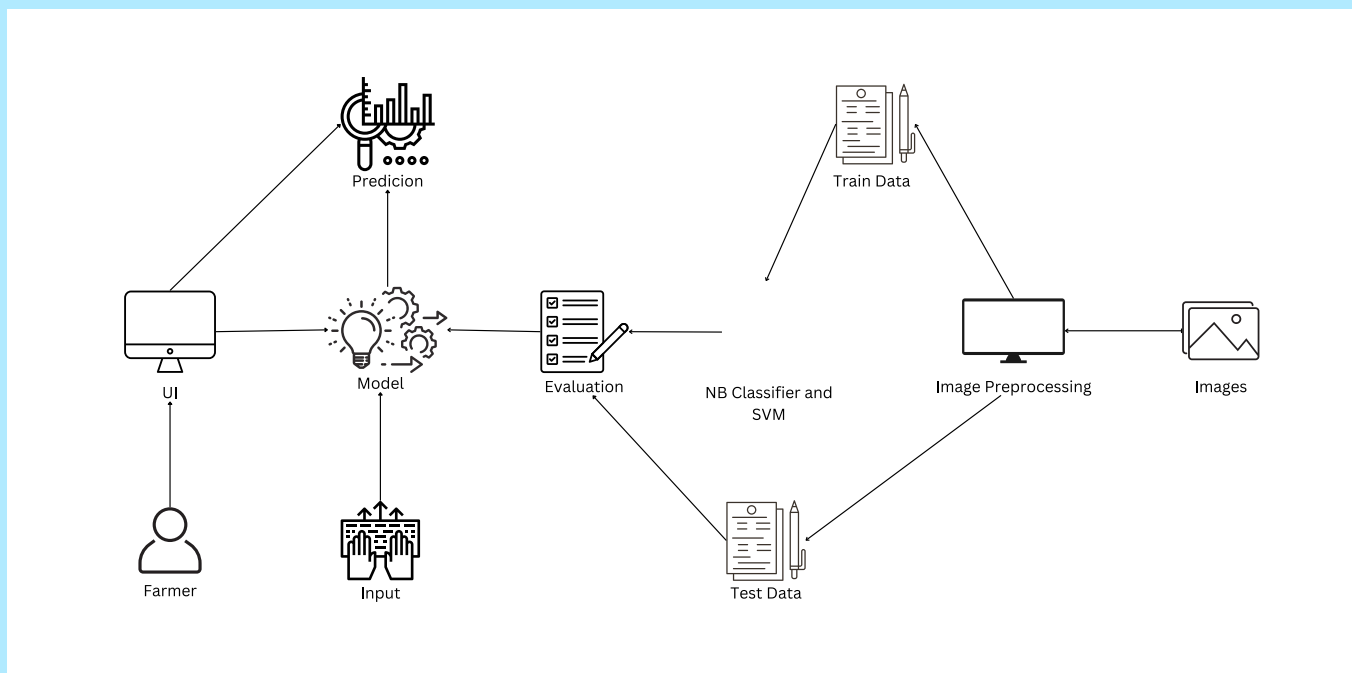 Predicion
Train Data
UI
Model
Evaluation
NB Classifier and
SVM
Image Preprocessing
Images
Farmer
Input
Test Data